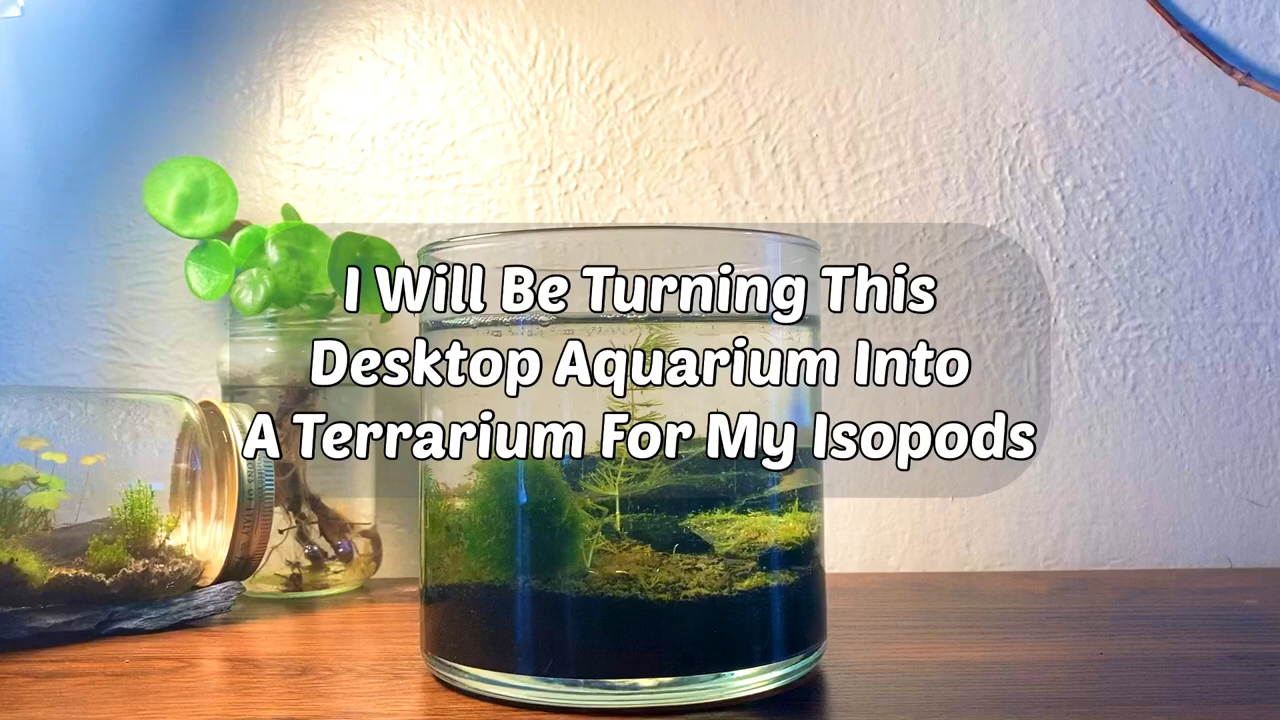 I Will Be Turning This
Desktop Aquarium Into
A Terrarium For My Isopods